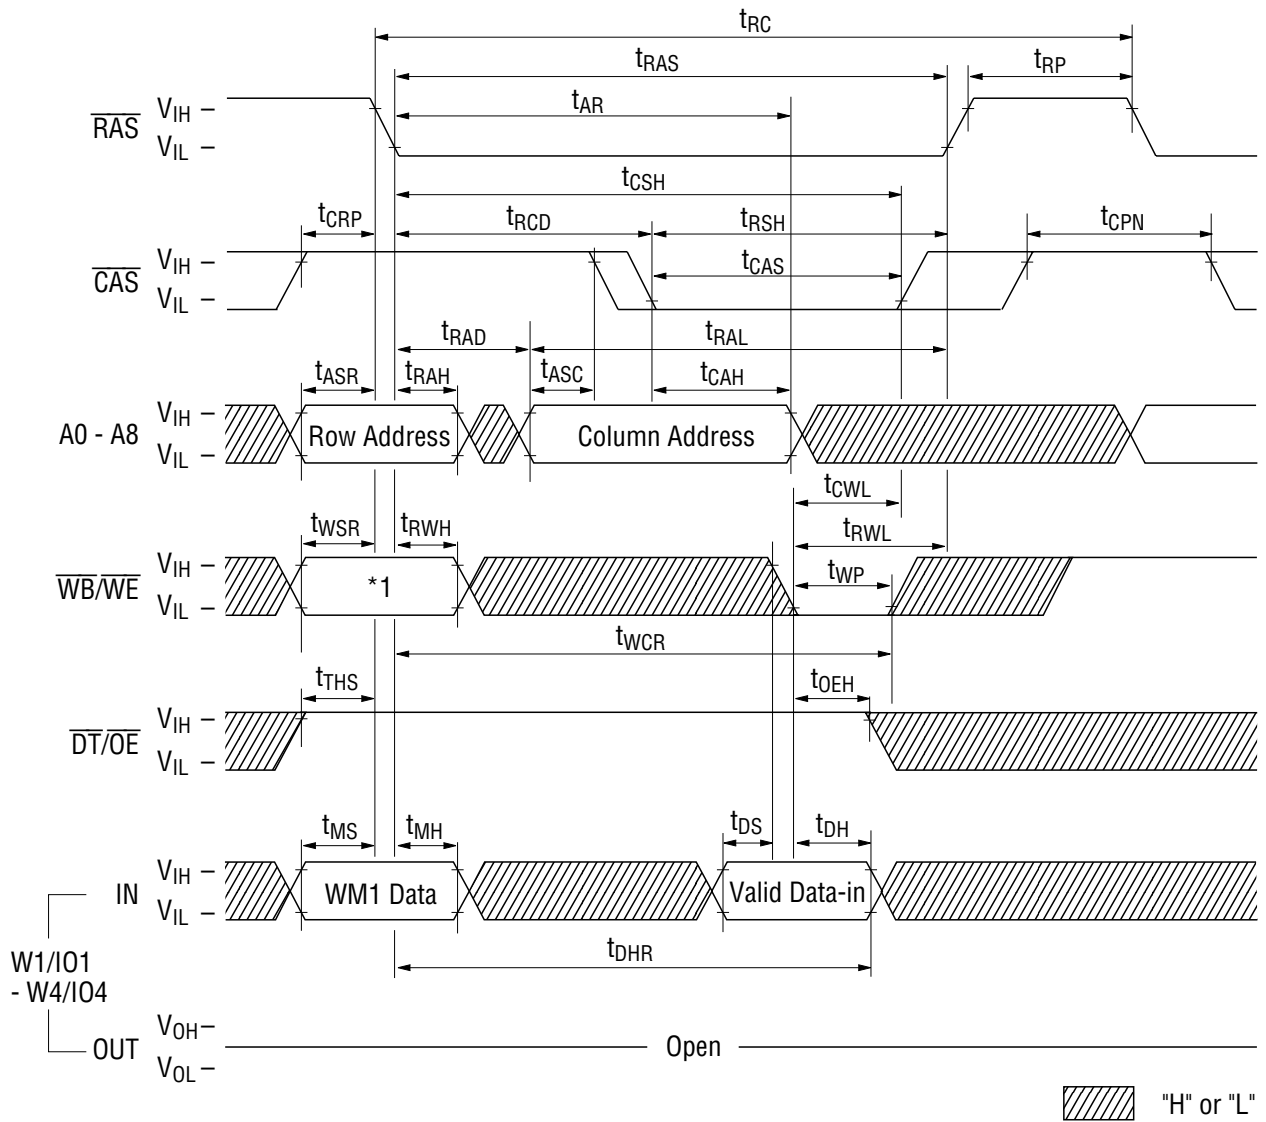 tRC
tRAS tRP
tAR
RAS VIH –
VIL –
tCSH
tCRP tRCD tRSH tCPN
CAS VIH –
tCAS
VIL –
tRAD tRAL
tASR tRAH tASC tCAH
A0 - A8 VIH –
Row Address Column Address
VIL –
tCWL
tWSR tRWH tRWL
WB/WE VIH –
*1 tWP
VIL –
tWCR
tTHS tOEH
DT/OE VIH –
VIL –
tMS tMH tDS tDH
IN VIH –
WM1 Data Valid Data-in
VIL –
tDHR
W1/IO1
- W4/IO4
OUT VOH –
Open
VOL –
"H" or "L"